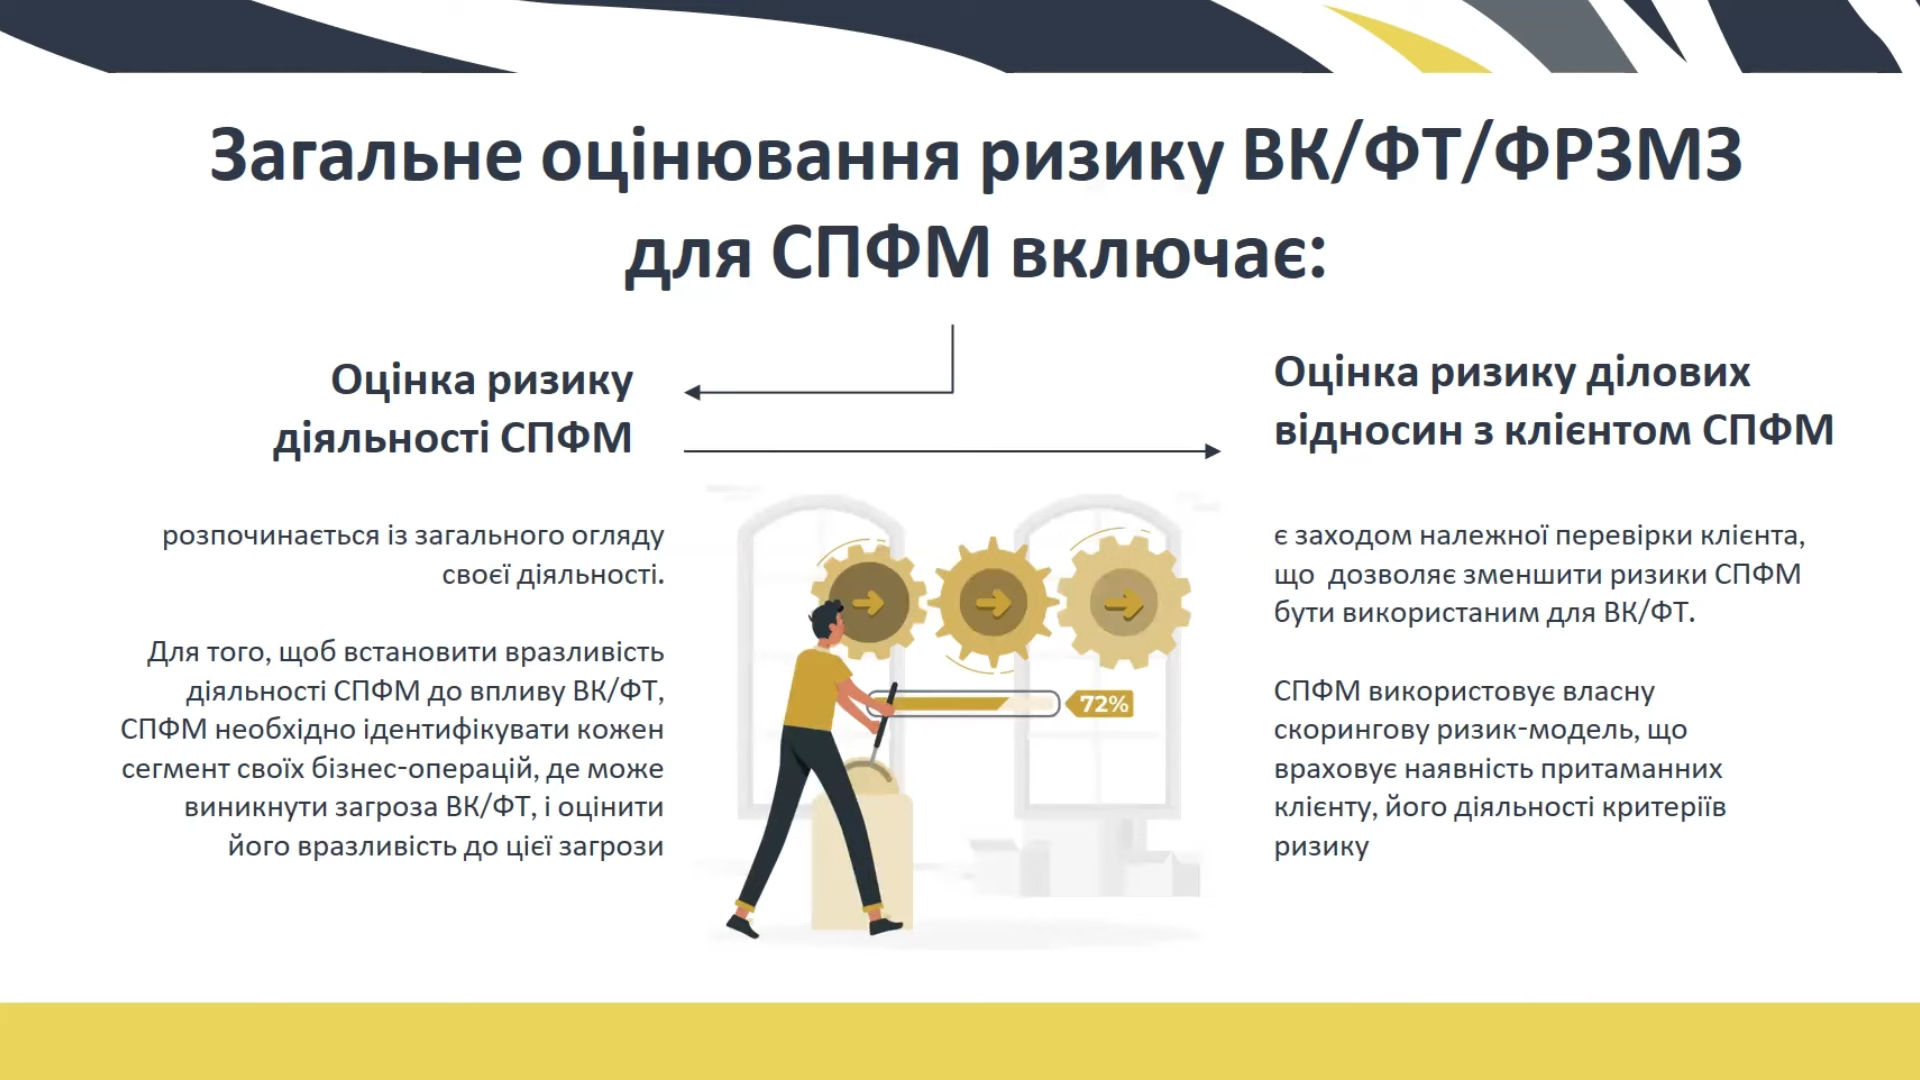 Загальне оцінювання ризику ВК/ФТ/ФРЗМЗ
для СПФМ включає:
Оцінка ризику
діяльності СПФМ
розпочинається із загального огляду
своєї діяльності.
Для того, щоб встановити вразливість
діяльності СПФМ до впливу ВК/ФТ,
СПФМ необхідно ідентифікувати кожен
сегмент своїх бізнес-операцій, де може
виникнути загроза ВК/ФТ, і оцінити
його вразливість до цієї загрози
72%
Оцінка ризику ділових
відносин з клієнтом СПФМ
є заходом належної перевірки клієнта,
що дозволяє зменшити ризики СПФМ
бути використаним для ВК/ФТ.
СПФМ використовує власну
скорингову ризик-модель, що
враховує наявність притаманних
клієнту, його діяльності критеріїв
ризику